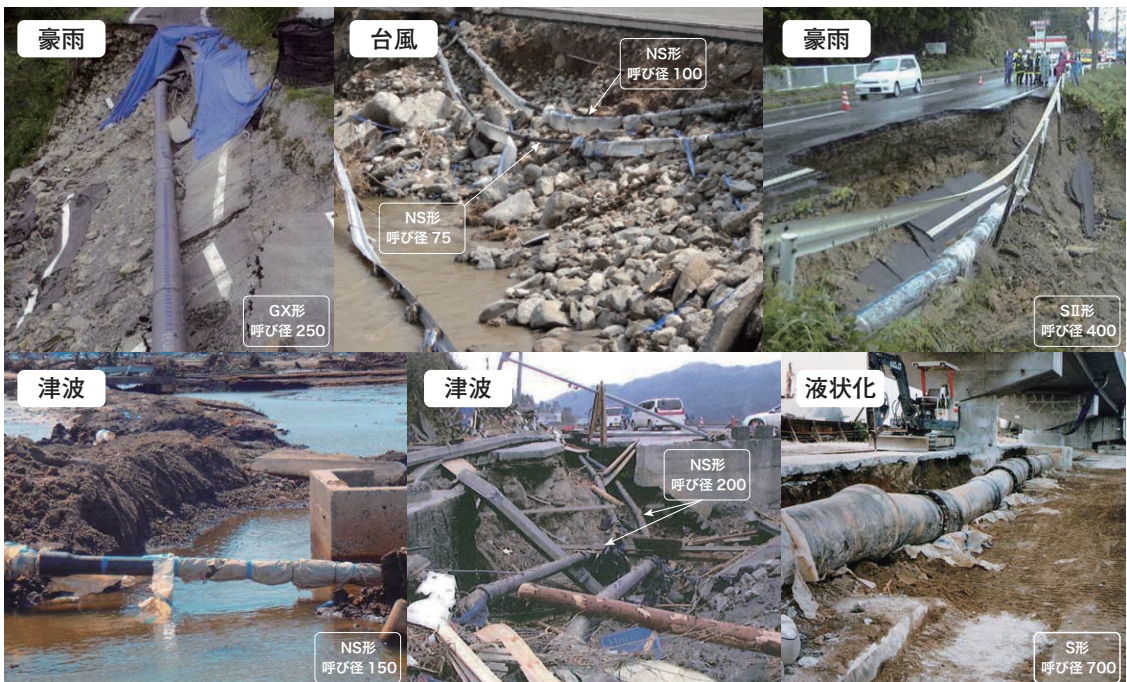 豪雨
GX形
呼び径 250
台風
NS形
呼び径 100
NS形
呼び径 75
豪雨
SⅡ形
呼び径 400
津波
NS形
呼び径 150
津波
NS形
呼び径 200
液状化
S形
呼び径 700